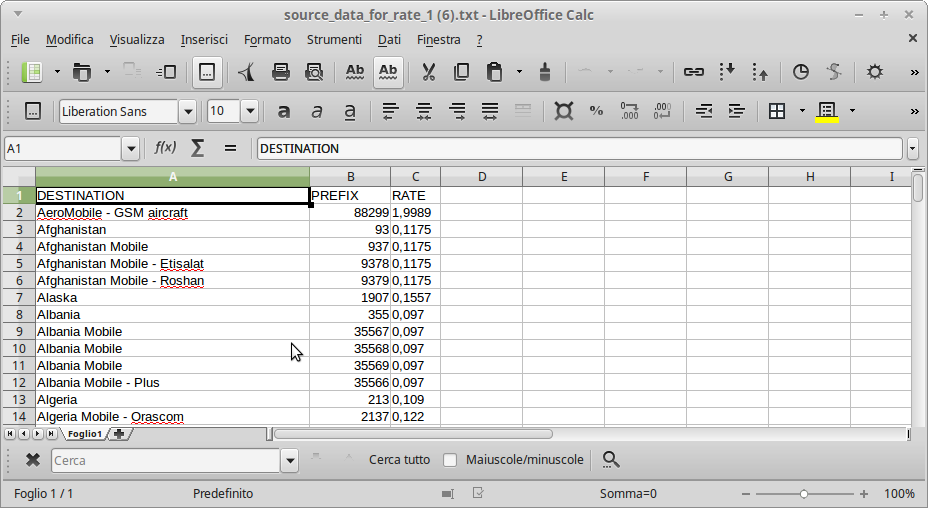 source_data_for_rate_1 (6).txt - LibreOffice Calc
File Modifica Visualizza Inserisci Formato Strumenti Dati Finestra ?
Liberation Sans 10 a a a % 0.000 .000 0
A1 f(x) Σ = DESTINATION
A B C D E F G H I
1 DESTINATION PREFIX RATE
2 AeroMobile - GSM aircraft 88299 1,9989
3 Afghanistan 93 0,1175
4 Afghanistan Mobile 937 0,1175
5 Afghanistan Mobile - Etisalat 9378 0,1175
6 Afghanistan Mobile - Roshan 9379 0,1175
7 Alaska 1907 0,1557
8 Albania 355 0,097
9 Albania Mobile 35567 0,097
10 Albania Mobile 35568 0,097
11 Albania Mobile 35569 0,097
12 Albania Mobile - Plus 35566 0,097
13 Algeria 213 0,109
14 Algeria Mobile - Orascom 2137 0,122
Foglio1
Cerca Cerca tutto Maiuscole/minuscole
Foglio 1 / 1 Predefinito Somma=0 100%